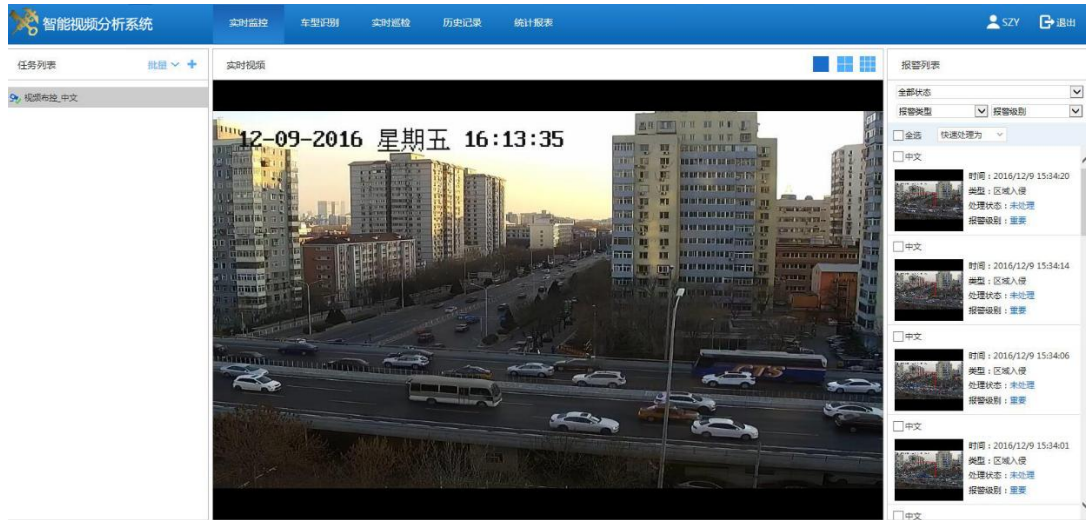 智能视频分析系统
实时监控 车型识别 实时巡检 历史记录 统计报表
SZY 退出
任务列表 批量
视频布控_中文
实时视频
12-09-2016 星期五 16:13:35
CTS
报警列表
全部状态
报警类型 报警级别
全选 快速处理为
中文
时间：2016/12/9 15:34:20
类型：区域入侵
处理状态：未处理
报警级别：重要
中文
时间：2016/12/9 15:34:14
类型：区域入侵
处理状态：未处理
报警级别：重要
中文
时间：2016/12/9 15:34:06
类型：区域入侵
处理状态：未处理
报警级别：重要
中文
时间：2016/12/9 15:34:01
类型：区域入侵
处理状态：未处理
报警级别：重要
中文